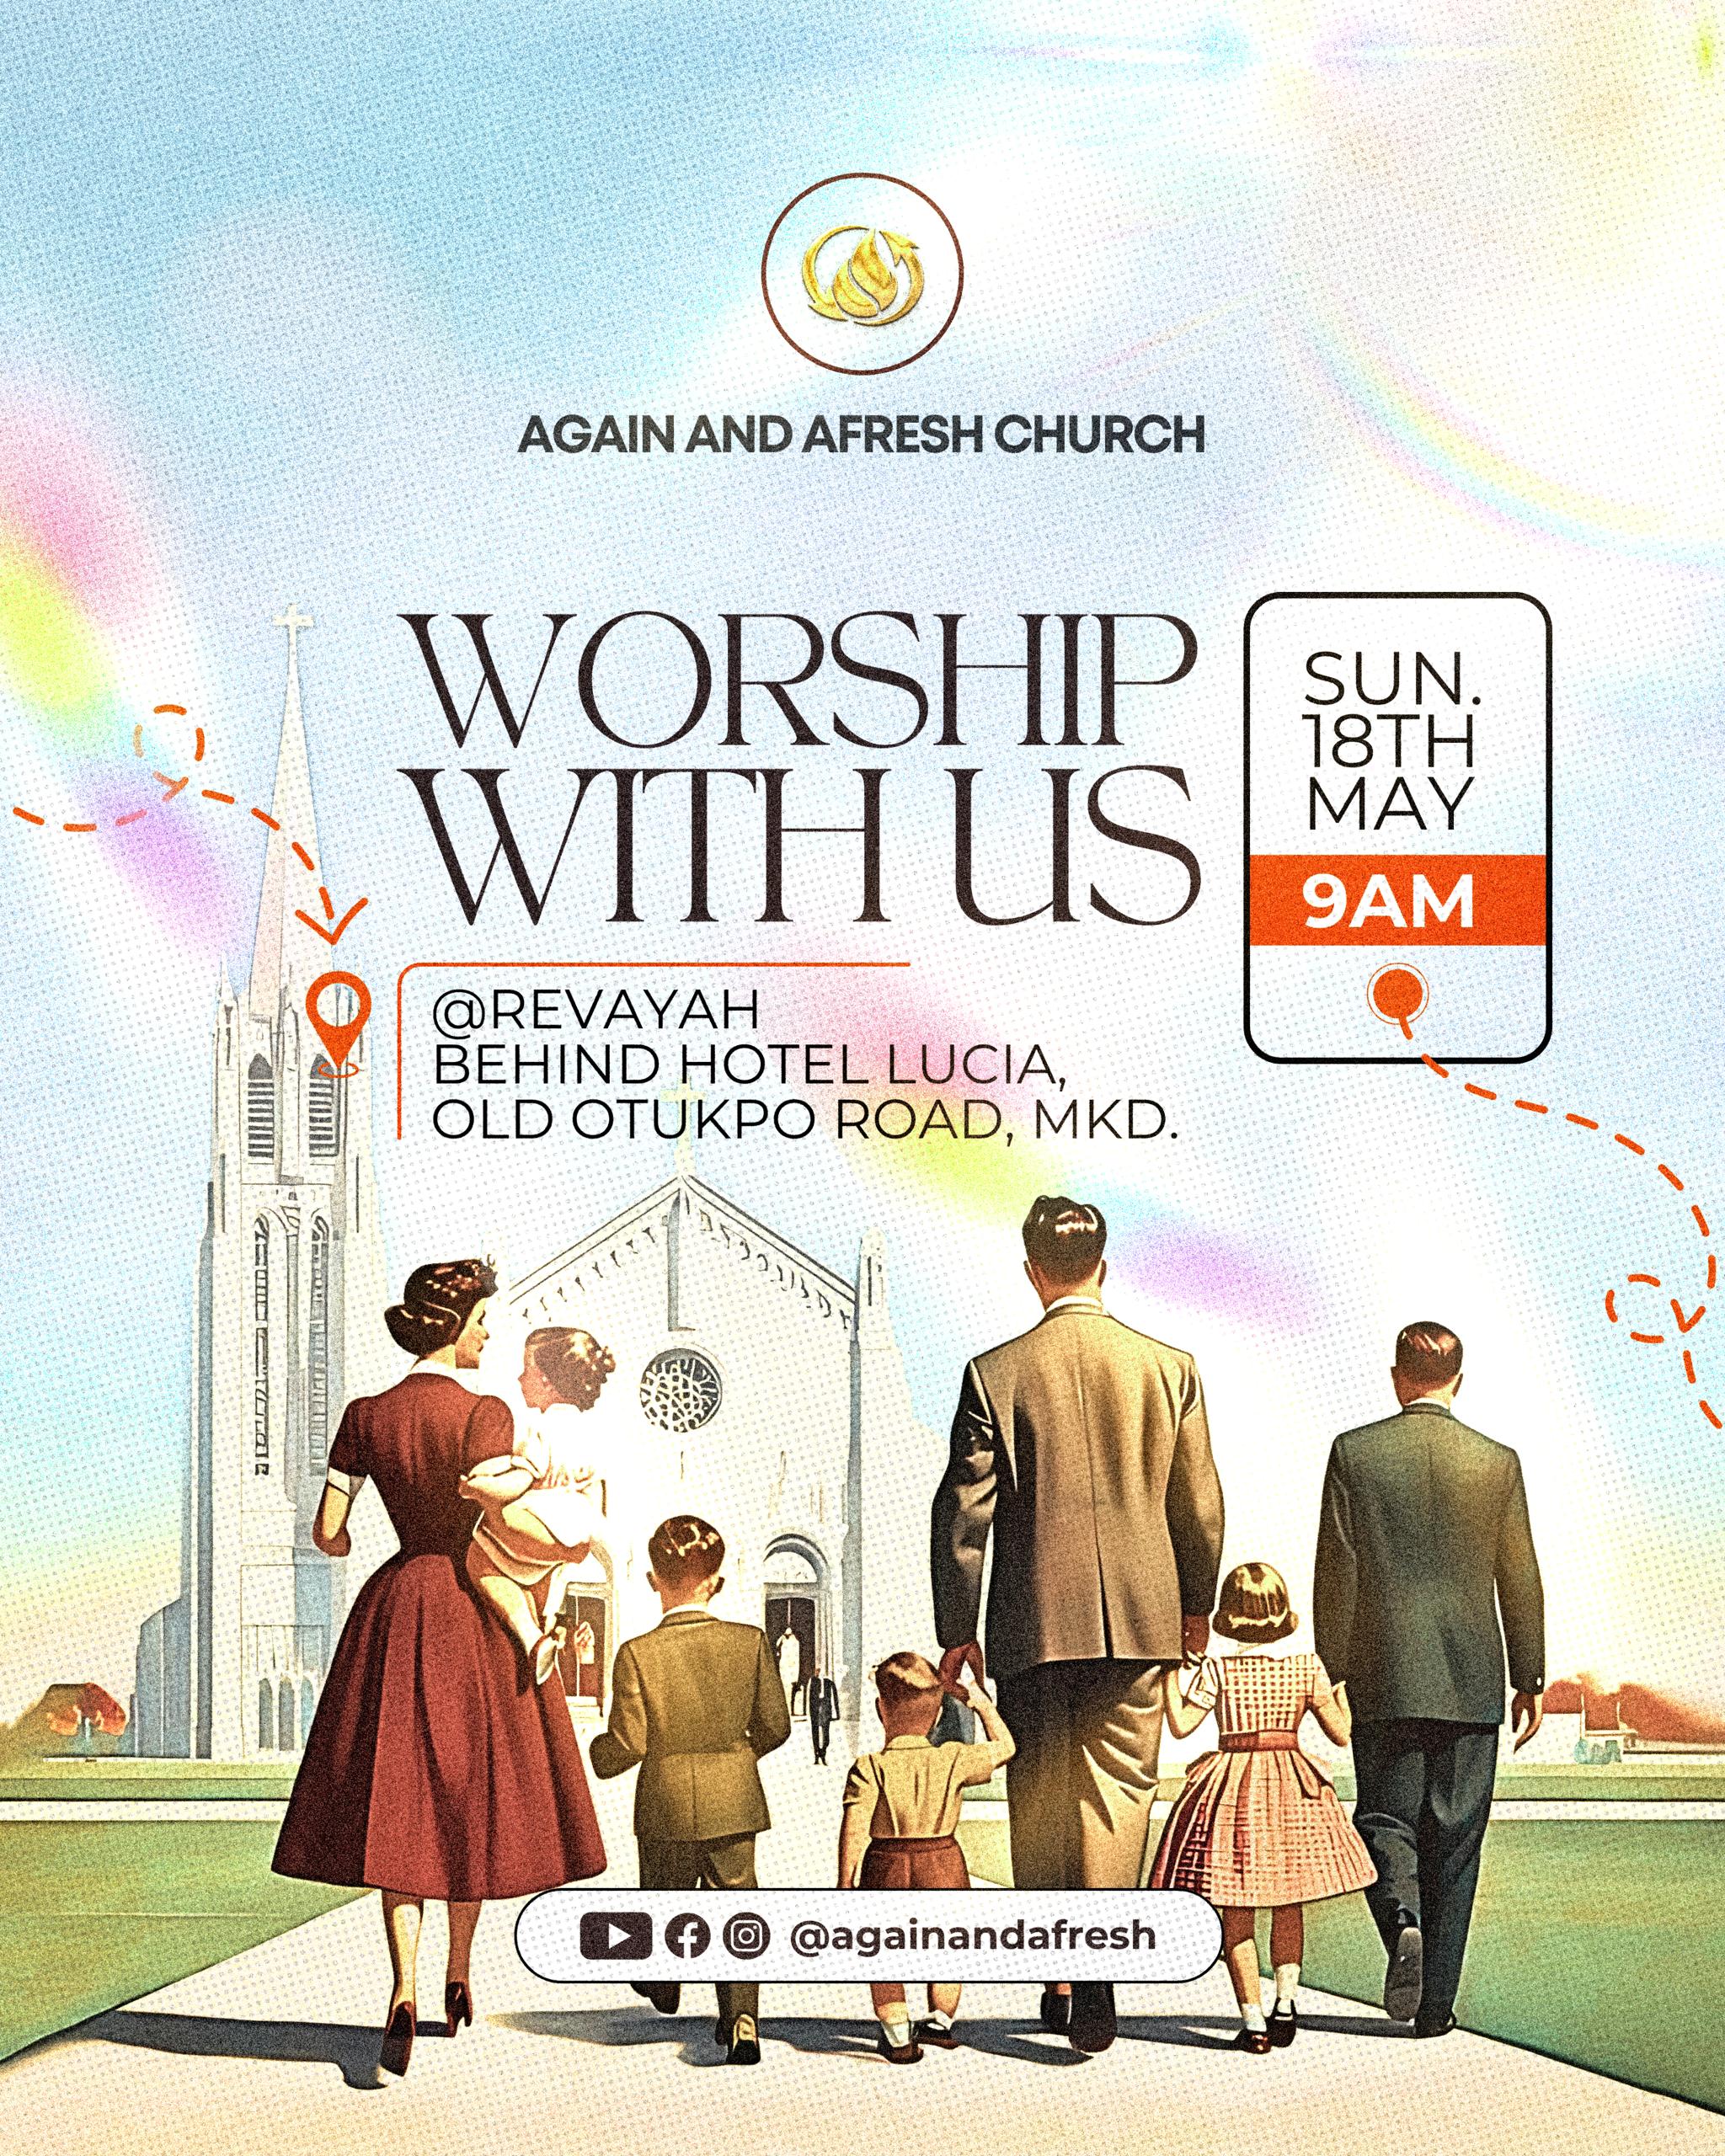 AGAIN AND AFRESH CHURCH
WORSHIP
WITH US
SUN.
18TH
MAY
9AM
@REVAYAH
BEHIND HOTEL LUCIA,
OLD OTUKPO ROAD, MKD.
@againandafresh